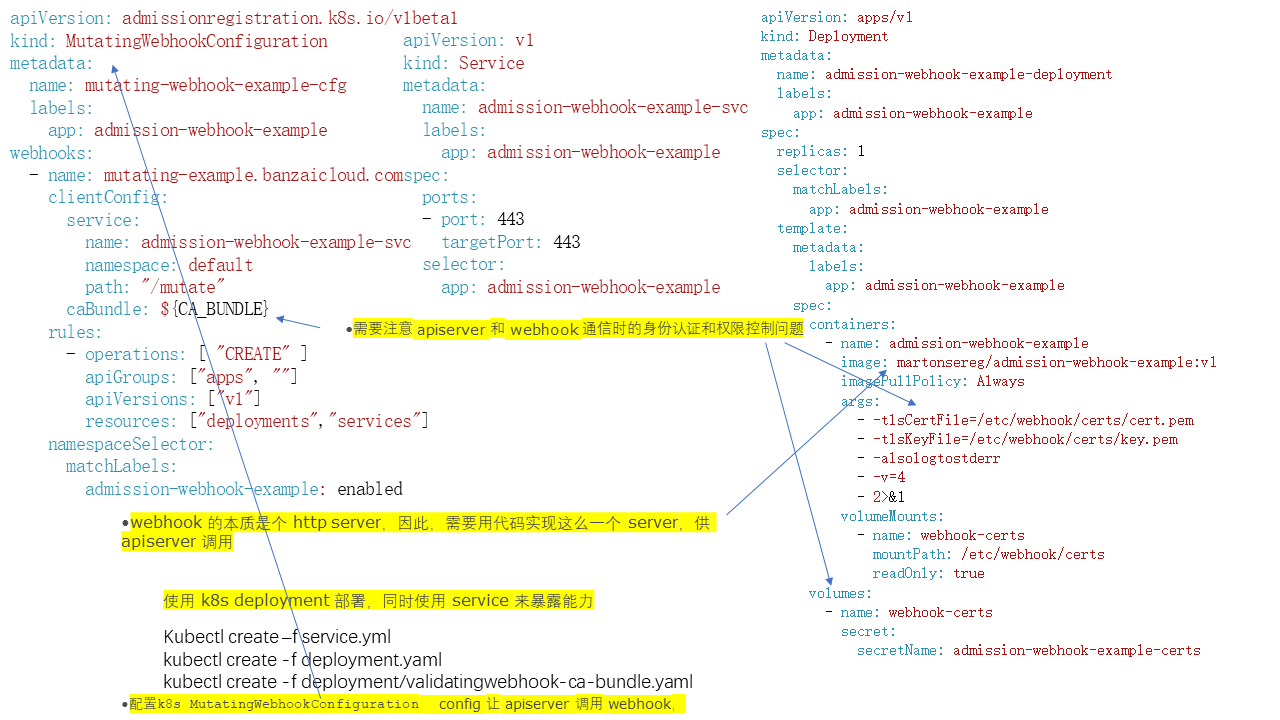 apiVersion: admissionregistration.k8s.io/v1beta1
kind: MutatingWebhookConfiguration
metadata:
  name: mutating-webhook-example-cfg
  labels:
    app: admission-webhook-example
webhooks:
  - name: mutating-example.banzaicloud.com
    clientConfig:
      service:
        name: admission-webhook-example-svc
        namespace: default
        path: "/mutate"
      caBundle: ${CA_BUNDLE}
    rules:
      - operations: [ "CREATE" ]
        apiGroups: ["apps", ""]
        apiVersions: ["v1"]
        resources: ["deployments","services"]
    namespaceSelector:
      matchLabels:
        admission-webhook-example: enabled
apiVersion: v1
kind: Service
metadata:
  name: admission-webhook-example-svc
  labels:
    app: admission-webhook-example
spec:
  ports:
  - port: 443
    targetPort: 443
  selector:
    app: admission-webhook-example
•需要注意 apiserver 和 webhook 通信时的身份认证和权限控制问题
apiVersion: apps/v1
kind: Deployment
metadata:
  name: admission-webhook-example-deployment
  labels:
    app: admission-webhook-example
spec:
  replicas: 1
  selector:
    matchLabels:
      app: admission-webhook-example
  template:
    metadata:
      labels:
        app: admission-webhook-example
    spec:
      containers:
        - name: admission-webhook-example
          image: martonsereg/admission-webhook-example:v1
          imagePullPolicy: Always
          args:
            - -tlsCertFile=/etc/webhook/certs/cert.pem
            - -tlsKeyFile=/etc/webhook/certs/key.pem
            - -alsologtostderr
            - -v=4
            - 2>&1
          volumeMounts:
            - name: webhook-certs
              mountPath: /etc/webhook/certs
              readOnly: true
      volumes:
        - name: webhook-certs
          secret:
            secretName: admission-webhook-example-certs
•webhook 的本质是个 http server，因此，需要用代码实现这么一个 server，供
apiserver 调用
使用 k8s deployment 部署，同时使用 service 来暴露能力
Kubectl create –f service.yml
kubectl create -f deployment.yaml
kubectl create -f deployment/validatingwebhook-ca-bundle.yaml
•配置k8s MutatingWebhookConfiguration config 让 apiserver 调用 webhook，